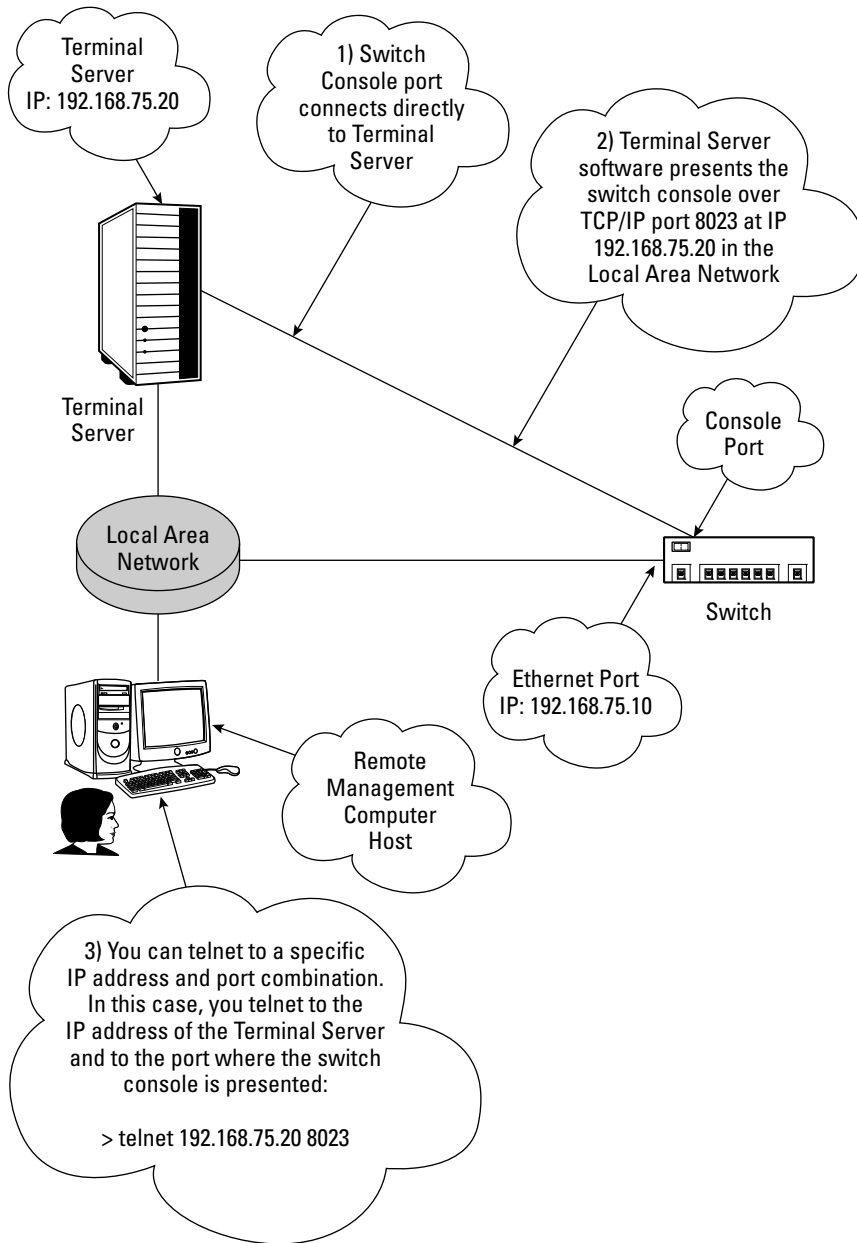 Terminal
Server
IP: 192.168.75.20
1) Switch
Console port
connects directly
to Terminal
Server
2) Terminal Server
software presents the
switch console over
TCP/IP port 8023 at IP
192.168.75.20 in the
Local Area Network
Terminal
Server
Console
Port
Local Area
Network
Switch
Ethernet Port
IP: 192.168.75.10
Remote
Management
Computer
Host
3) You can telnet to a specific
IP address and port combination.
In this case, you telnet to the
IP address of the Terminal Server
and to the port where the switch
console is presented:
> telnet 192.168.75.20 8023